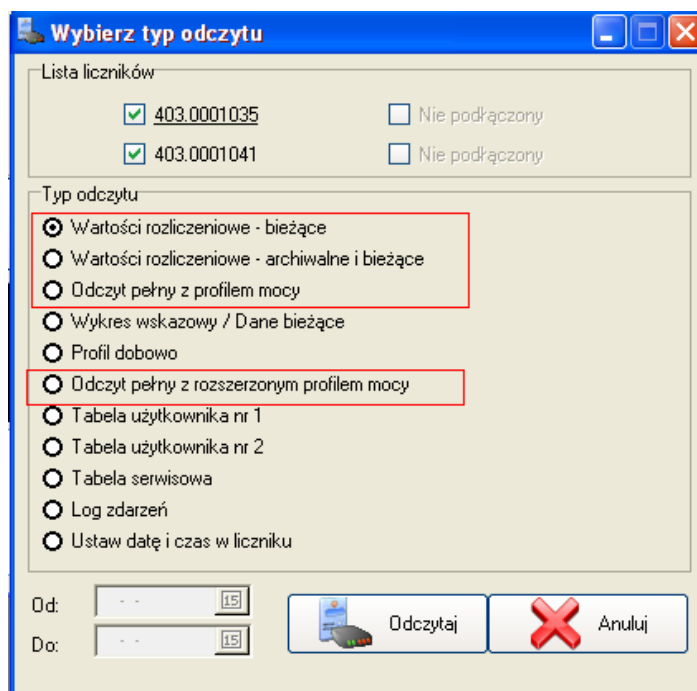 Wybierz typ odczytu
Lista liczników
403.0001035 Nie podłączony
403.0001041 Nie podłączony
Typ odczytu
Wartości rozliczeniowe - bieżące
Wartości rozliczeniowe - archiwalne i bieżące
Odczyt pełny z profilem mocy
Wykres wskazowy / Dane bieżące
Profil dobowo
Odczyt pełny z rozszerzonym profilem mocy
Tabela użytkownika nr 1
Tabela użytkownika nr 2
Tabela serwisowa
Log zdarzeń
Ustaw datę i czas w liczniku
Od: - - 15
Do: - - 15
Odczytaj
Anuluj